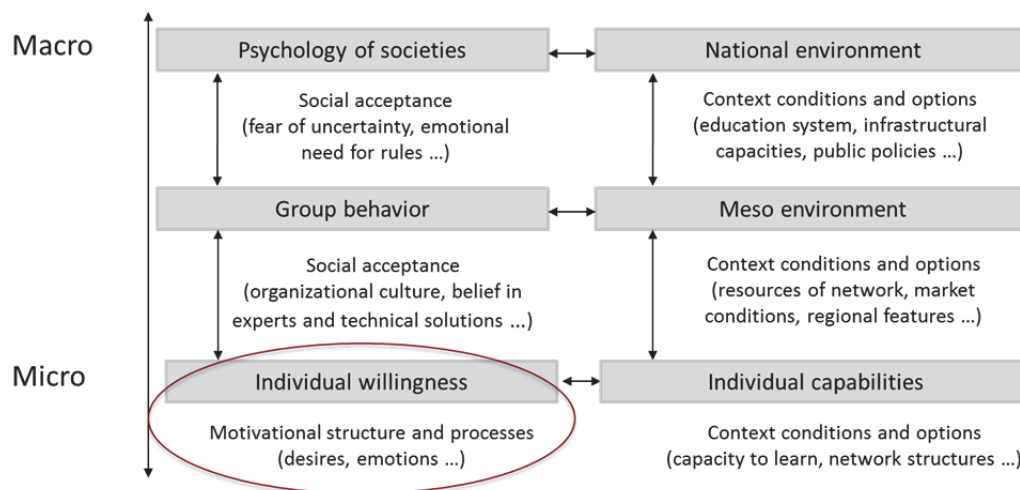 Macro
Psychology of societies
National environment
Social acceptance
(fear of uncertainty, emotional
need for rules ...)
Context conditions and options
(education system, infrastructural
capacities, public policies ...)
Group behavior
Meso environment
Social acceptance
(organizational culture, belief in
experts and technical solutions ...)
Context conditions and options
(resources of network, market
conditions, regional features ...)
Micro
Individual willingness
Individual capabilities
Motivational structure and processes
(desires, emotions ...)
Context conditions and options
(capacity to learn, network structures ...)